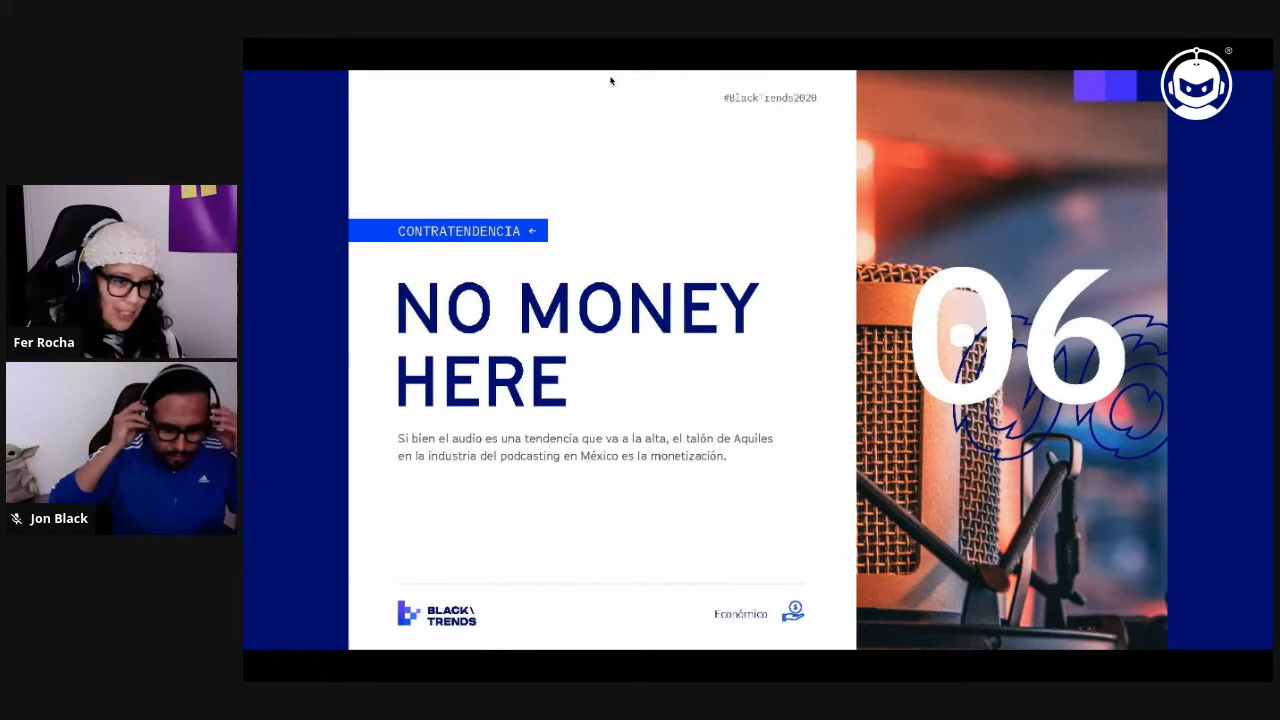 ®
#BlackTrends2020
CONTRATENDENCIA ←
NO MONEY
HERE
Si bien el audio es una tendencia que va a la alta, el talón de Aquiles
en la industria del podcasting en México es la monetización.
BLACK\
TRENDS
Económico
06
Fer Rocha
Jon Black